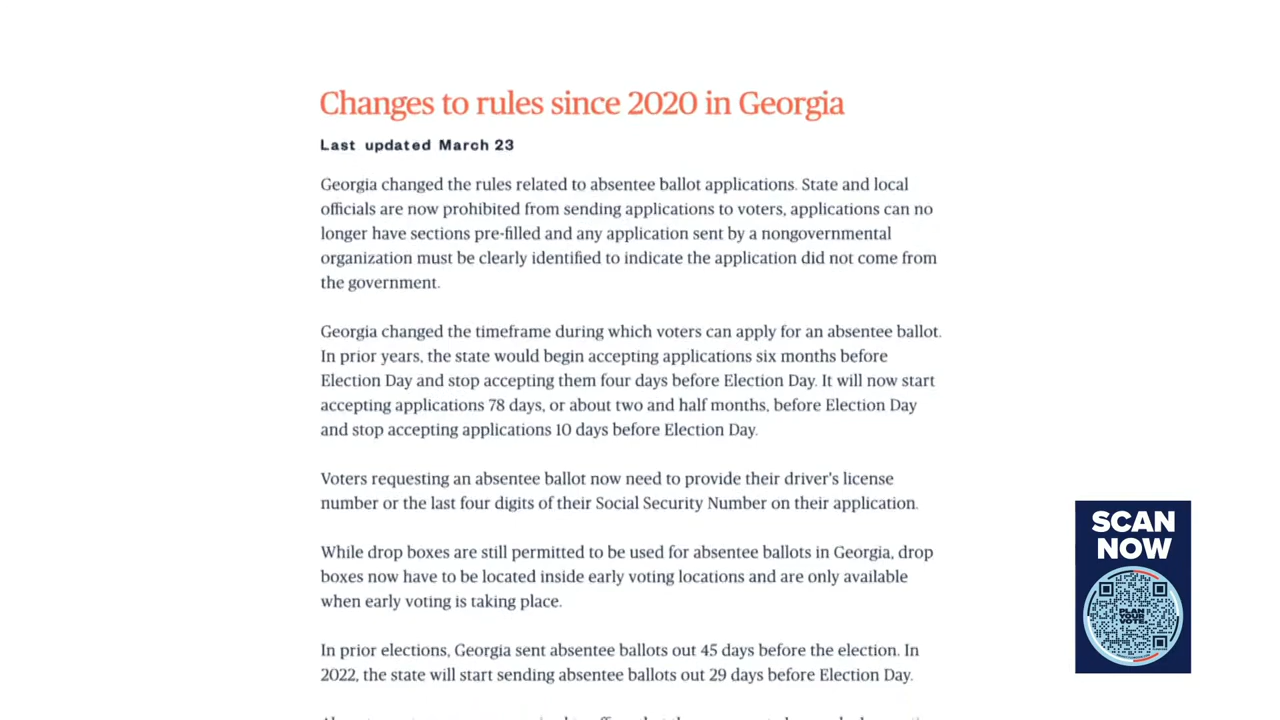 Changes to rules since 2020 in Georgia
Last updated March 23
Georgia changed the rules related to absentee ballot applications. State and local
officials are now prohibited from sending applications to voters, applications can no
longer have sections pre-filled and any application sent by a nongovernmental
organization must be clearly identified to indicate the application did not come from
the government.
Georgia changed the timeframe during which voters can apply for an absentee ballot.
In prior years, the state would begin accepting applications six months before
Election Day and stop accepting them four days before Election Day. It will now start
accepting applications 78 days, or about two and half months, before Election Day
and stop accepting applications 10 days before Election Day.
Voters requesting an absentee ballot now need to provide their driver's license
number or the last four digits of their Social Security Number on their application.
While drop boxes are still permitted to be used for absentee ballots in Georgia, drop
boxes now have to be located inside early voting locations and are only available
when early voting is taking place.
In prior elections, Georgia sent absentee ballots out 45 days before the election. In
2022, the state will start sending absentee ballots out 29 days before Election Day.
SCAN
NOW
PLAN
YOUR
VOTE.